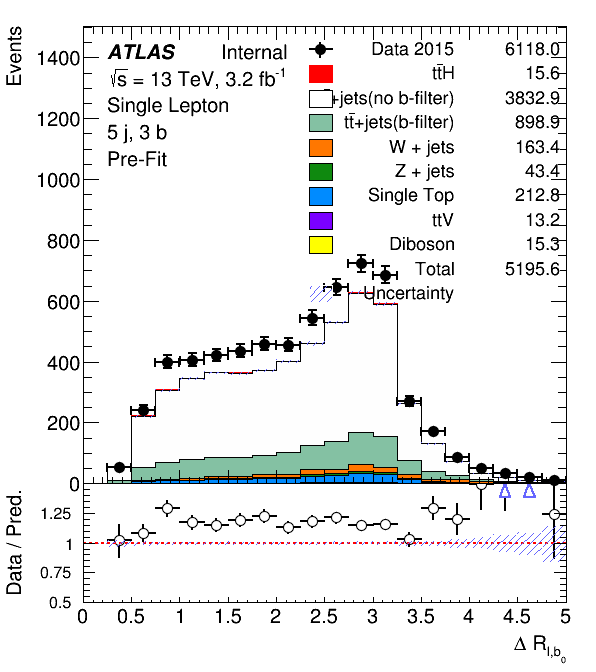 Events
1400
1200
1000
800
600
400
200
0
ATLAS Internal
√s = 13 TeV, 3.2 fb-1
Single Lepton
5 j, 3 b
Pre-Fit
Data 2015 6118.0
tt̄H 15.6
+jets(no b-filter) 3832.9
tt̄+jets(b-filter) 898.9
W + jets 163.4
Z + jets 43.4
Single Top 212.8
ttV 13.2
Diboson 15.3
Total 5195.6
Uncertainty
Data / Pred.
1.25
1
0.75
0.5
0 0.5 1 1.5 2 2.5 3 3.5 4 4.5 5
Δ Rl,b0